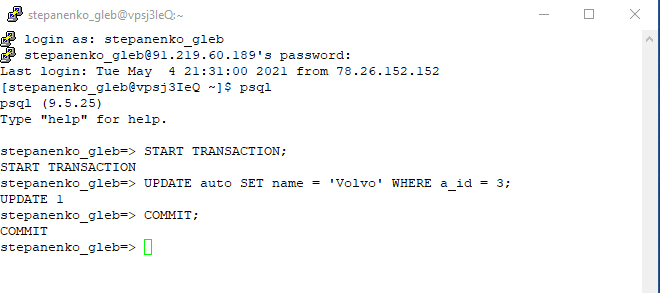 stepanenko_gleb@vpsj3IeQ:~
login as: stepanenko_gleb
stepanenko_gleb@91.219.60.189's password:
Last login: Tue May  4 21:31:00 2021 from 78.26.152.152
[stepanenko_gleb@vpsj3IeQ ~]$ psql
psql (9.5.25)
Type "help" for help.
stepanenko_gleb=> START TRANSACTION;
START TRANSACTION
stepanenko_gleb=> UPDATE auto SET name = 'Volvo' WHERE a_id = 3;
UPDATE 1
stepanenko_gleb=> COMMIT;
COMMIT
stepanenko_gleb=>